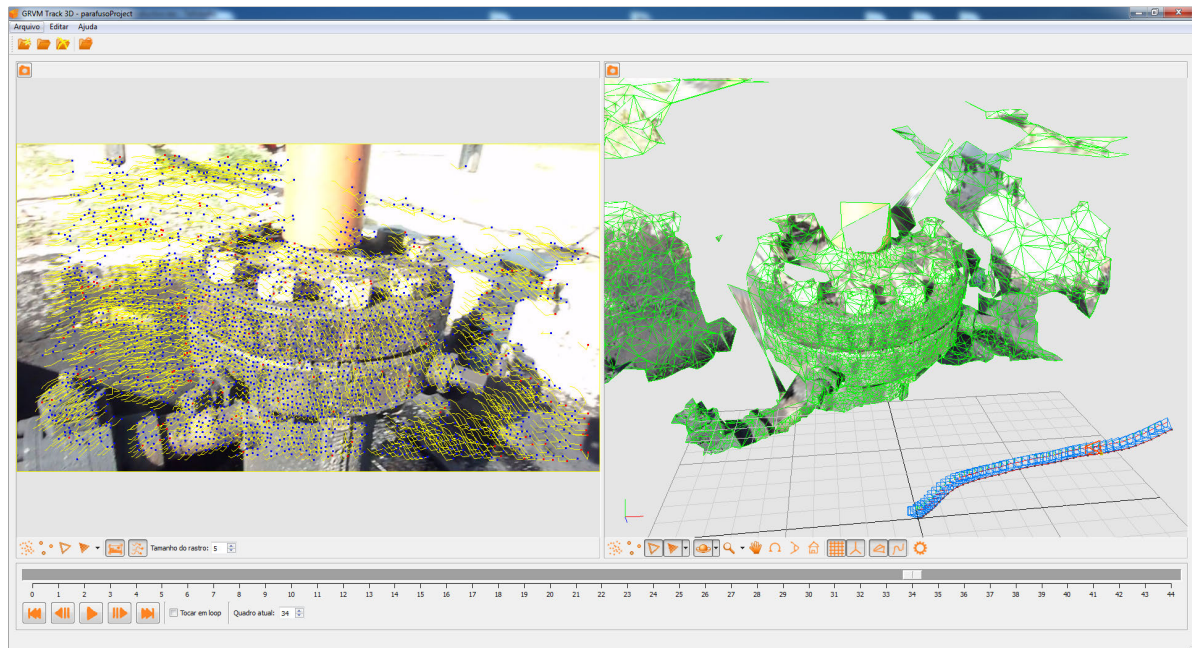 GRVM Track 3D - parafusoProject
Arquivo Editar Ajuda
Tamanho do rastro: 5
0 1 2 3 4 5 6 7 8 9 10 11 12 13 14 15 16 17 18 19 20 21 22 23 24 25 26 27 28 29 30 31 32 33 34 35 36 37 38 39 40 41 42 43 44
Tocar em loop Quadro atual: 34